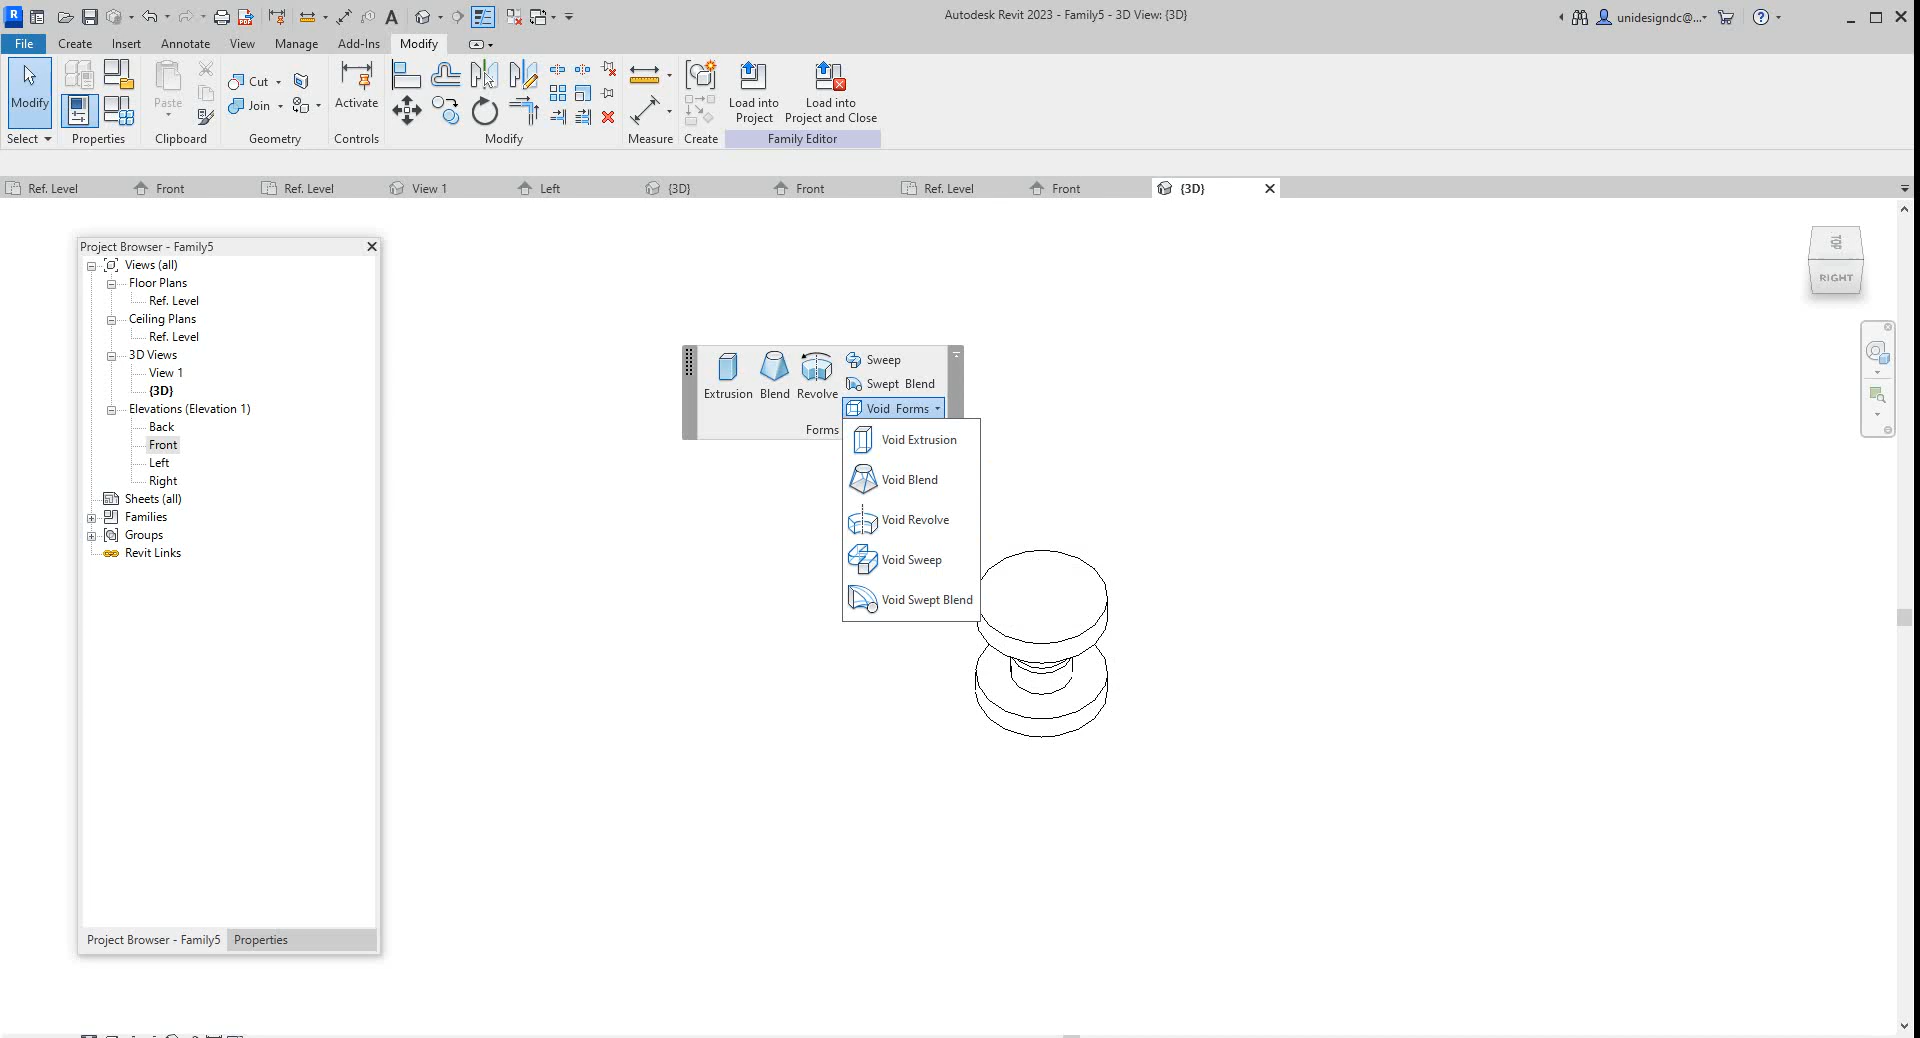 Autodesk Revit 2023 - Family5 - 3D View: {3D}
unidesigndc@...
File Create Insert Annotate View Manage Add-Ins Modify
Modify
Paste
Cut
Join
Activate
Load into
Project
Load into
Project and Close
Select Properties Clipboard Geometry Controls Modify Measure Create Family Editor
Ref. Level Front Ref. Level View 1 Left {3D} Front Ref. Level Front {3D}
Project Browser - Family5
Views (all)
Floor Plans
Ref. Level
Ceiling Plans
Ref. Level
3D Views
View 1
{3D}
Elevations (Elevation 1)
Back
Front
Left
Right
Sheets (all)
Families
Groups
Revit Links
Project Browser - Family5 Properties
Extrusion Blend Revolve
Sweep
Swept Blend
Void Forms
Forms
Void Extrusion
Void Blend
Void Revolve
Void Sweep
Void Swept Blend
TOP
RIGHT